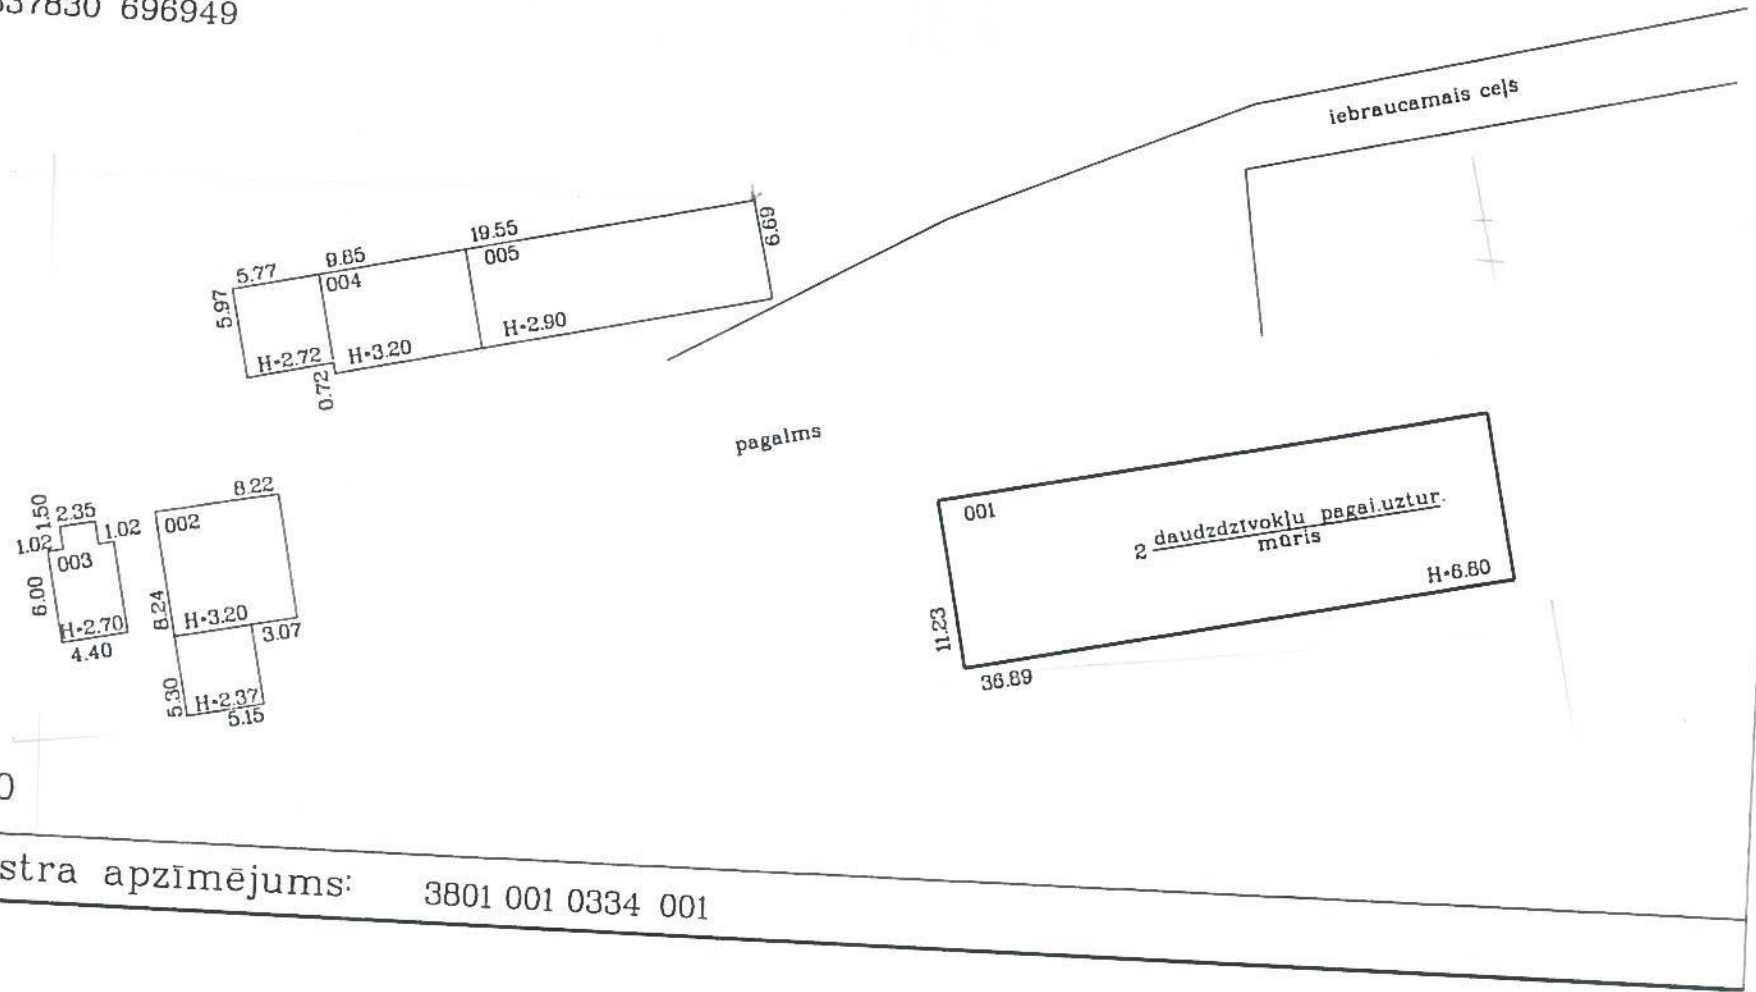 696949
iebraucamais ceļš
19.55
005
6.69
9.85
004
5.77
5.97
H=2.90
H=3.20
H=2.72
0.72
pagalms
8.22
002
1.50
2.35
1.02
1.02
003
6.00
H=2.70
4.40
8.24
H=3.20
3.07
5.30
H=2.37
5.15
001
2 daudzdzīvokļu pagai.uztur.
mūris
H=6.80
11.23
36.89
0
stra apzīmējums: 3801 001 0334 001